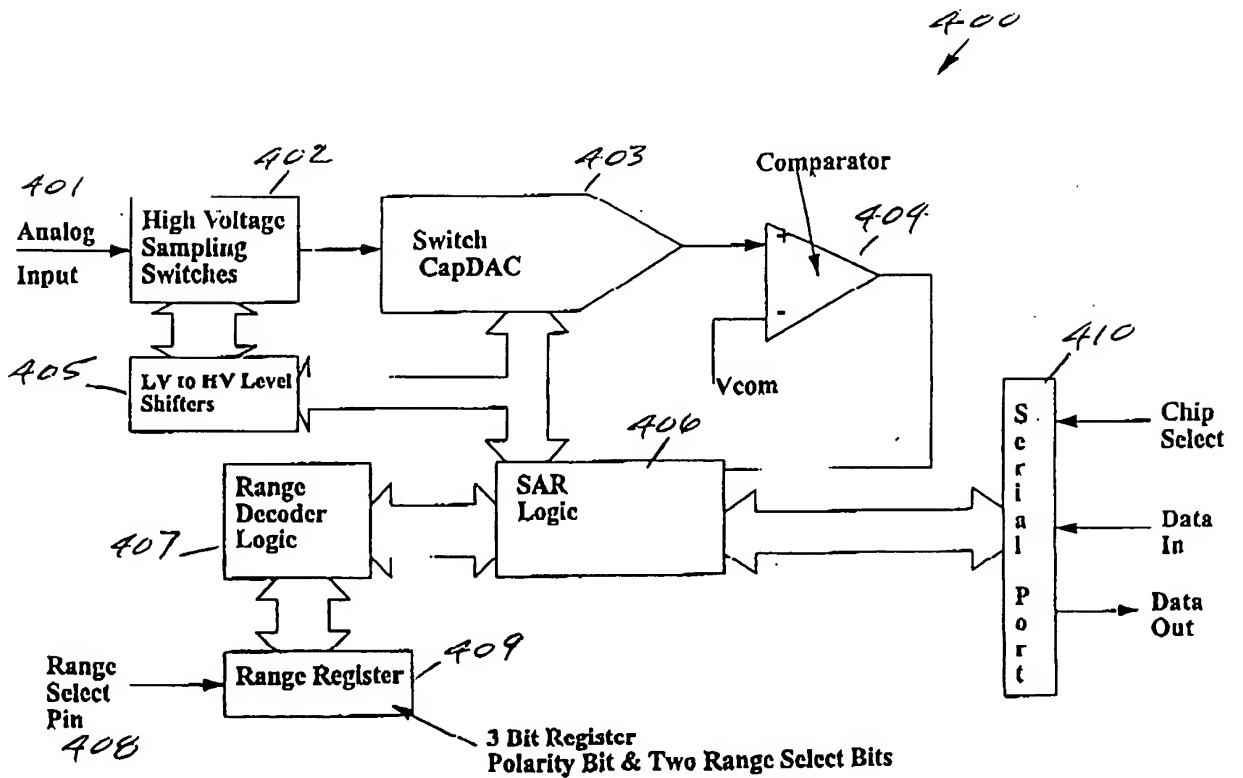 400
402
403
Comparator
404
401
Analog
Input
High Voltage
Sampling
Switches
Switch
CapDAC
+
-
Vcom
410
405
LV to HV Level
Shifters
406
Serial Port
Chip
Select
Data
In
Data
Out
Range
Decoder
Logic
407
SAR
Logic
409
Range
Select
Pin
408
Range Register
3 Bit Register
Polarity Bit & Two Range Select Bits